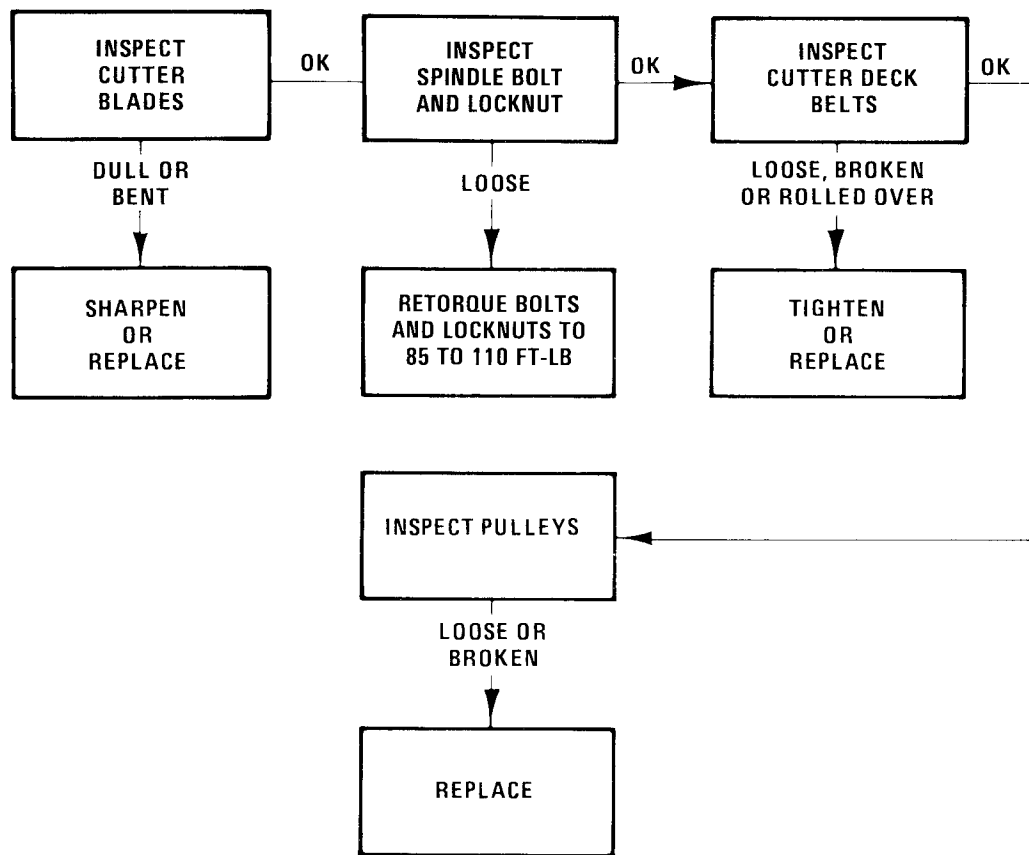 INSPECT
CUTTER
BLADES
OK
INSPECT
SPINDLE BOLT
AND LOCKNUT
OK
INSPECT
CUTTER DECK
BELTS
OK
DULL OR
BENT
LOOSE
LOOSE, BROKEN
OR ROLLED OVER
SHARPEN
OR
REPLACE
RETORQUE BOLTS
AND LOCKNUTS TO
85 TO 110 FT-LB
TIGHTEN
OR
REPLACE
INSPECT PULLEYS
LOOSE OR
BROKEN
REPLACE